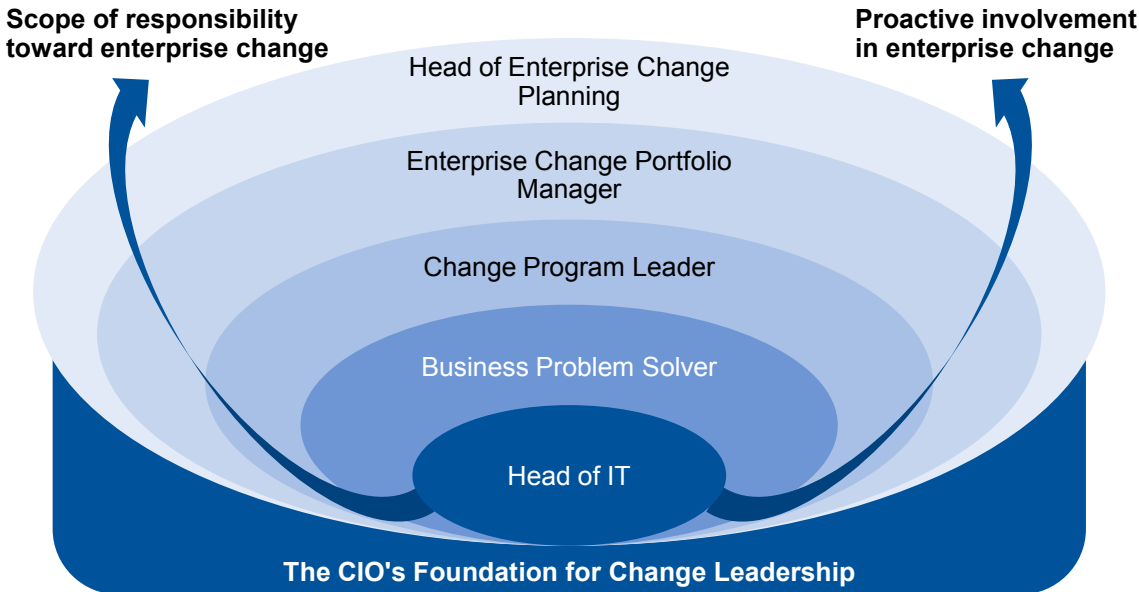 Scope of responsibility
toward enterprise change
Proactive involvement
in enterprise change
Head of Enterprise Change
Planning
Enterprise Change Portfolio
Manager
Change Program Leader
Business Problem Solver
Head of IT
The CIO's Foundation for Change Leadership